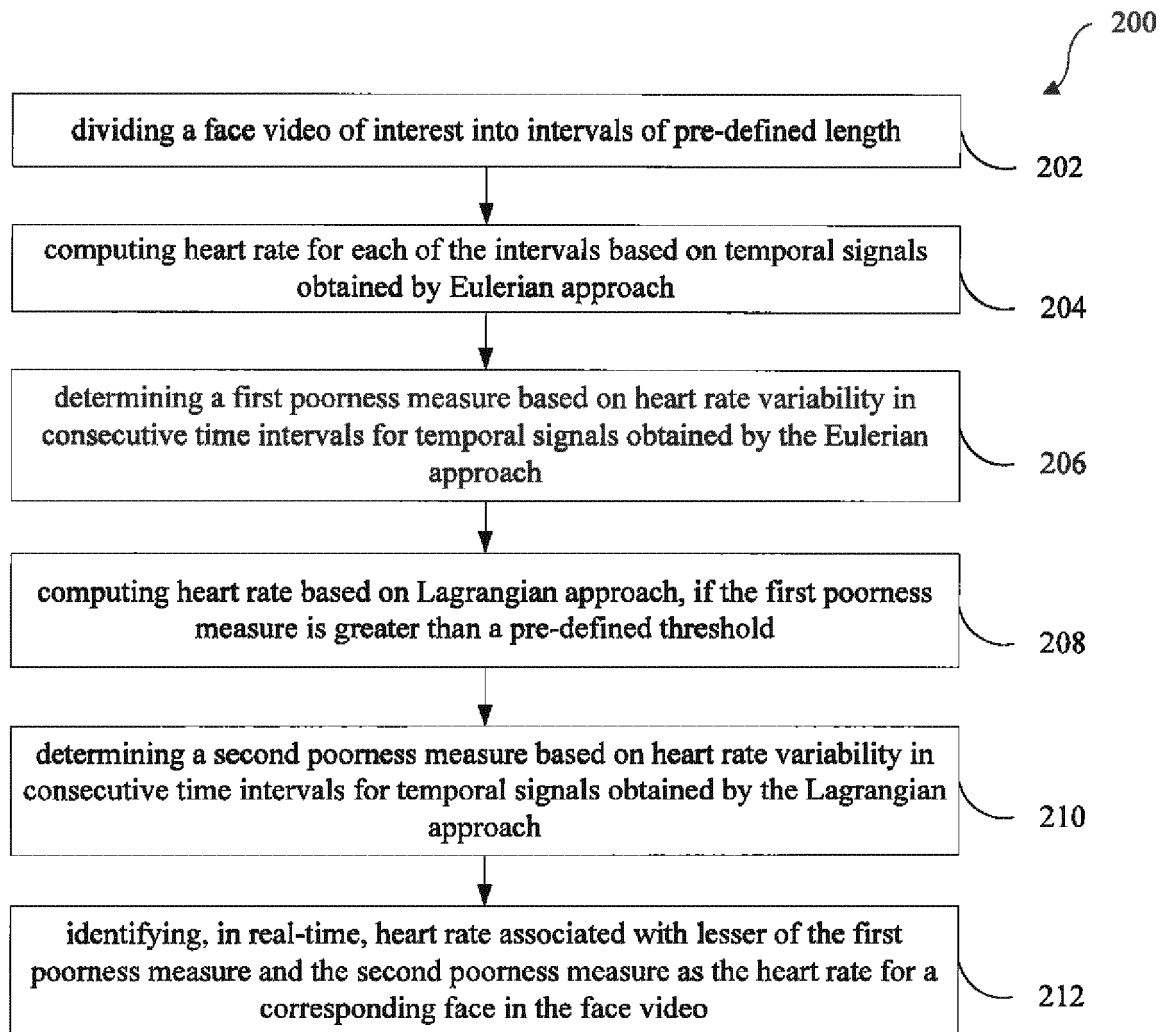 200
dividing a face video of interest into intervals of pre-defined length
202
computing heart rate for each of the intervals based on temporal signals
obtained by Eulerian approach
204
determining a first poorness measure based on heart rate variability in
consecutive time intervals for temporal signals obtained by the Eulerian
approach
206
computing heart rate based on Lagrangian approach, if the first poorness
measure is greater than a pre-defined threshold
208
determining a second poorness measure based on heart rate variability in
consecutive time intervals for temporal signals obtained by the Lagrangian
approach
210
identifying, in real-time, heart rate associated with lesser of the first
poorness measure and the second poorness measure as the heart rate for a
corresponding face in the face video
212